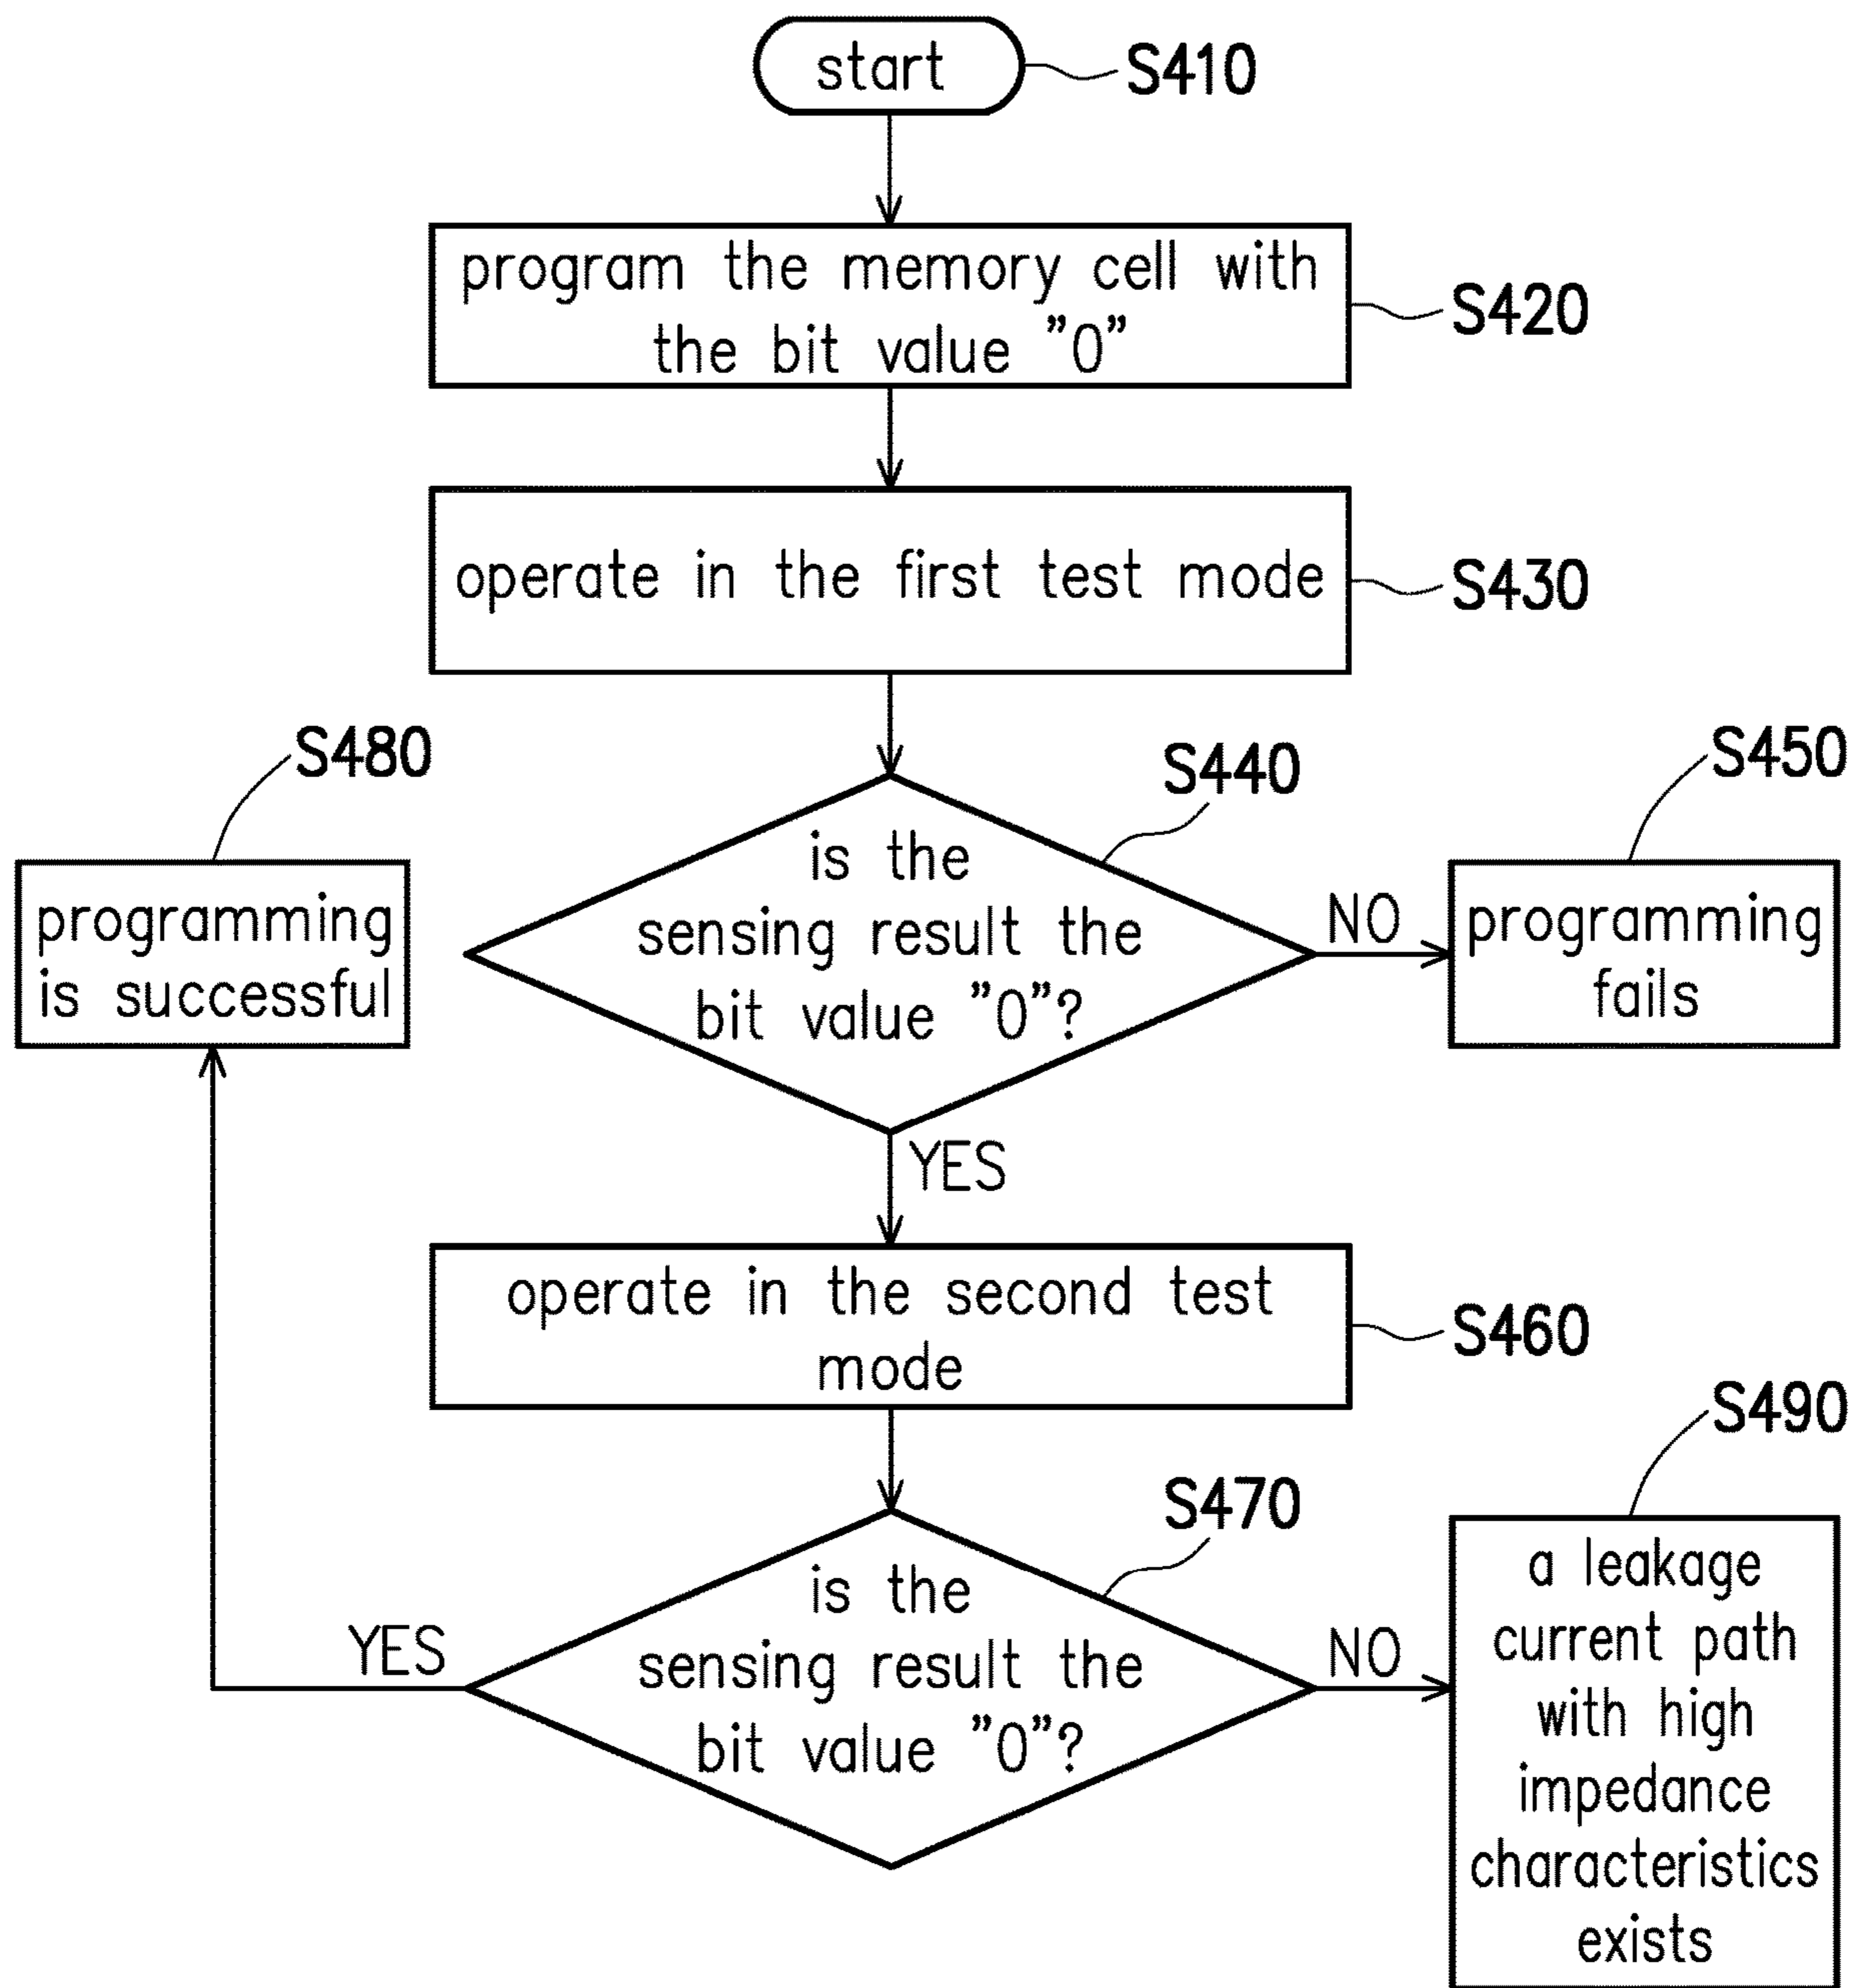 start
S410
program the memory cell with
the bit value ”0”
S420
operate in the first test mode
S430
S440
is the
sensing result the
bit value ”0”?
NO
S450
programming
fails
S480
programming
is successful
YES
operate in the second test
mode
S460
S470
is the
sensing result the
bit value ”0”?
YES
NO
S490
a leakage
current path
with high
impedance
characteristics
exists